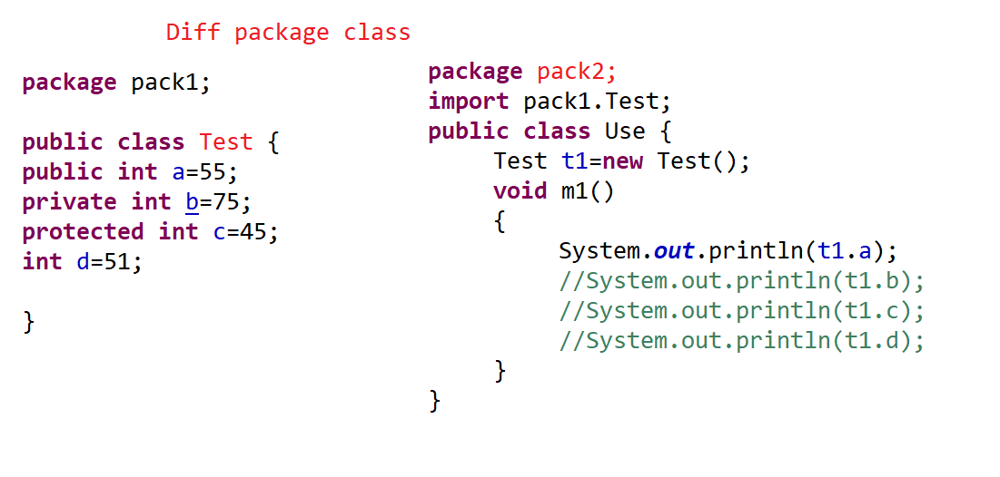 Diff package class
package pack1;
public class Test {
public int a=55;
private int b=75;
protected int c=45;
int d=51;
}
package pack2;
import pack1.Test;
public class Use {
Test t1=new Test();
void m1()
{
System.out.println(t1.a);
//System.out.println(t1.b);
//System.out.println(t1.c);
//System.out.println(t1.d);
}
}